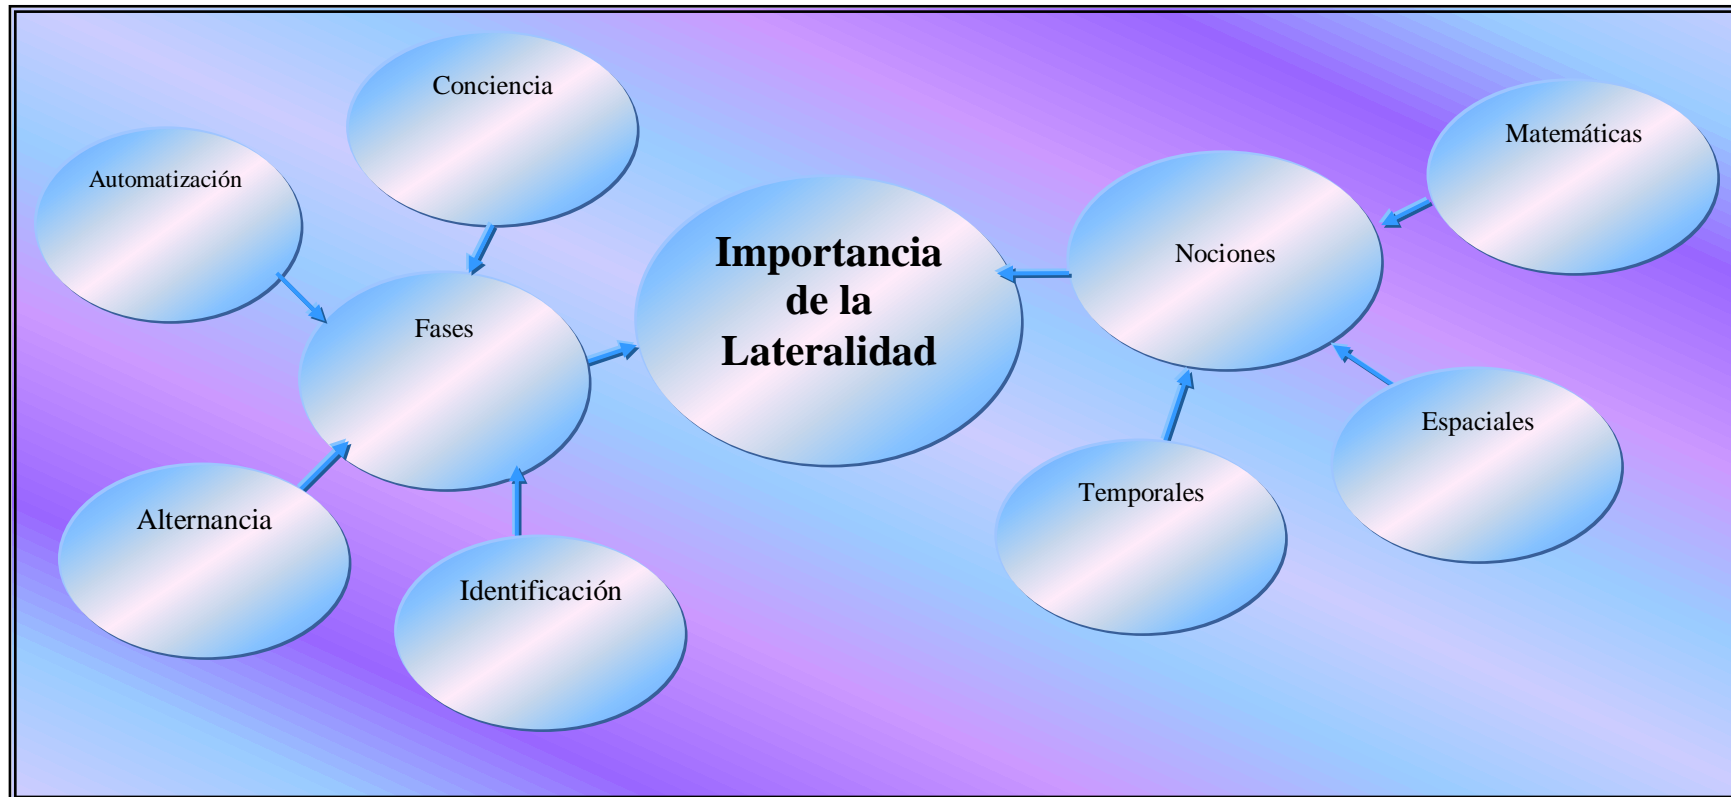 Conciencia
Automatización
Fases
Alternancia
Identificación
Importancia
de la
Lateralidad
Nociones
Matemáticas
Espaciales
Temporales